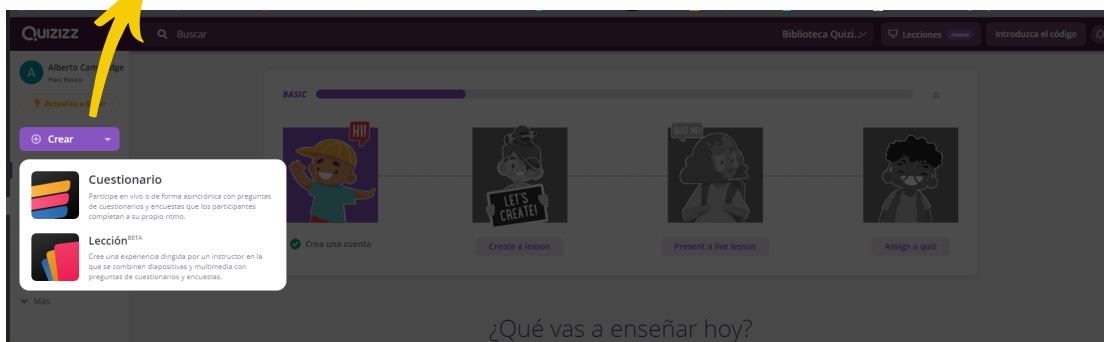 QUIZIZZ
Buscar
Biblioteca Quizi..
Lecciones
NUEVO
Introduzca el código
A
Alberto
Plan: Básico
Actualiza a
Crear
Cuestionario
Participe en vivo o de forma asincrónica con preguntas
de cuestionarios y encuestas que los participantes
completan a su propio ritmo.
Lección BETA
Cree una experiencia dirigida por un instructor en la
que se combinen diapositivas y multimedia con
preguntas de cuestionarios y encuestas.
Más
BASIC
HI!
LET'S
CREATE!
QUIZ ME!
Crea una cuenta
Create a lesson
Present a live lesson
Assign a quiz
¿Qué vas a enseñar hoy?